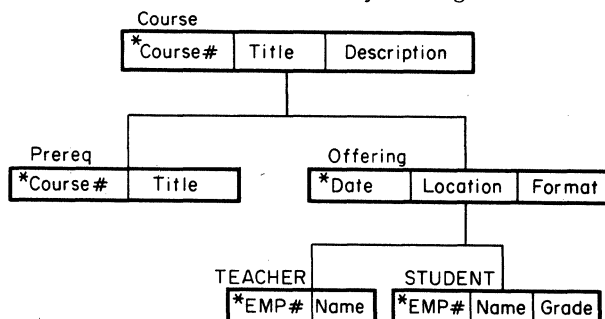 Course
*Course# Title Description
Prereq
*Course# Title
Offering
*Date Location Format
TEACHER
*EMP# Name
STUDENT
*EMP# Name Grade